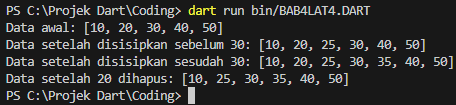 PS C:\Projek Dart\Coding> dart run bin/BAB4LAT4.DART
Data awal: [10, 20, 30, 40, 50]
Data setelah disisipkan sebelum 30: [10, 20, 25, 30, 40, 50]
Data setelah disisipkan sesudah 30: [10, 20, 25, 30, 35, 40, 50]
Data setelah 20 dihapus: [10, 25, 30, 35, 40, 50]
PS C:\Projek Dart\Coding>